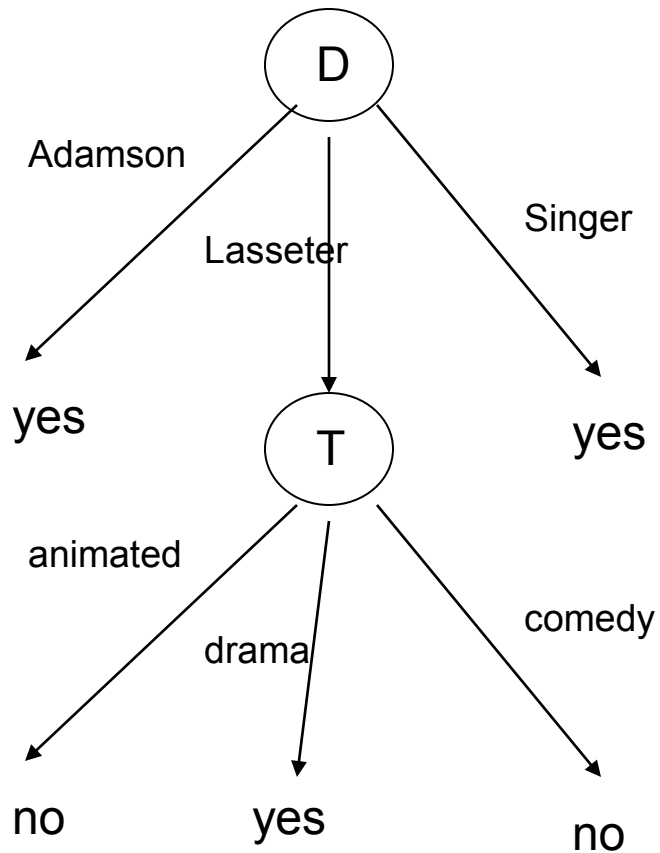 D
Adamson
Singer
Lasseter
yes
yes
T
animated
comedy
drama
no
yes
no